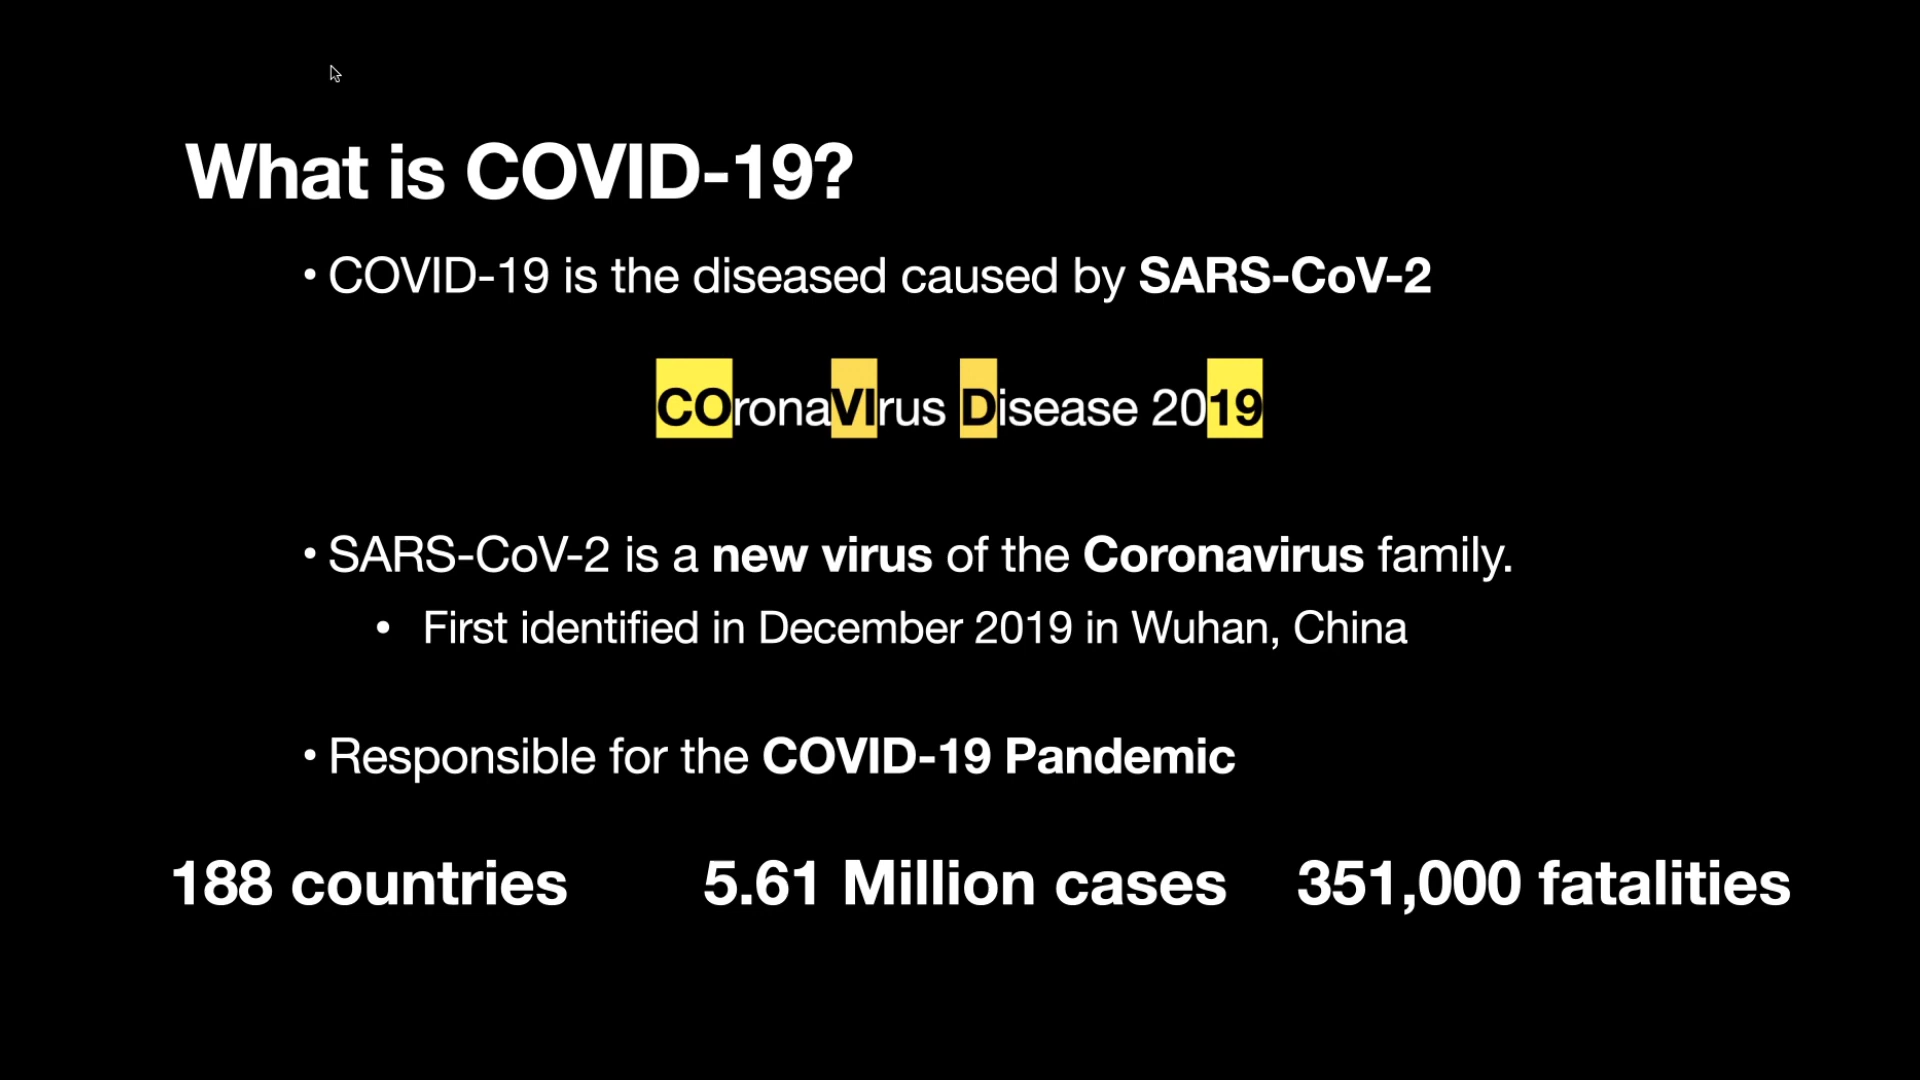 What is COVID-19?
• COVID-19 is the diseased caused by SARS-CoV-2
COronaVIrus Disease 2019
• SARS-CoV-2 is a new virus of the Coronavirus family.
• First identified in December 2019 in Wuhan, China
• Responsible for the COVID-19 Pandemic
188 countries 5.61 Million cases 351,000 fatalities